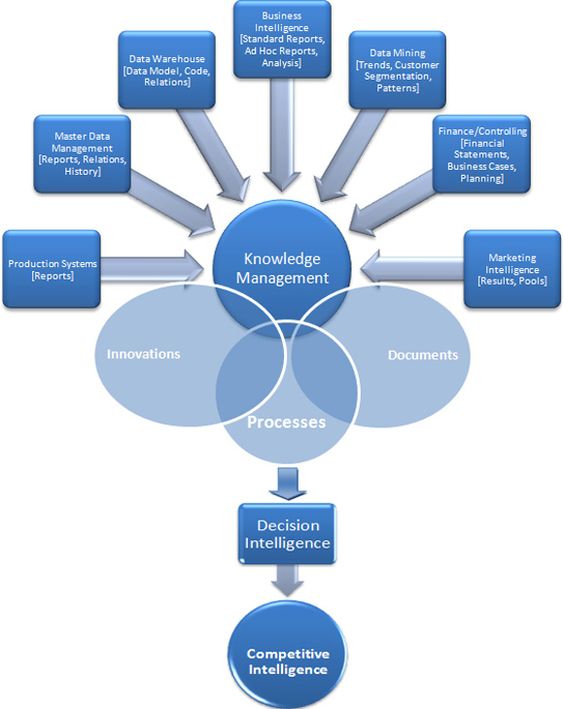 Business
Intelligence
[Standard Reports,
Ad Hoc Reports,
Analysis]
Data Warehouse
[Data Model, Code,
Relations]
Data Mining
[Trends, Customer
Segmentation,
Patterns]
Master Data
Management
[Reports, Relations,
History]
Finance/Controlling
[Financial
Statements,
Business Cases,
Planning]
Production Systems
[Reports]
Knowledge
Management
Marketing
Intelligence
[Results, Pools]
Innovations
Documents
Processes
Decision
Intelligence
Competitive
Intelligence